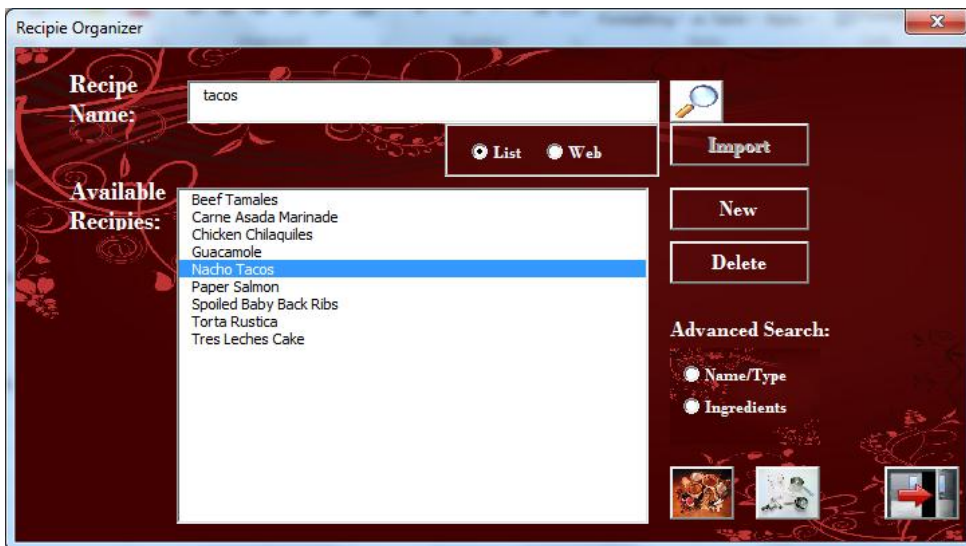 Recipie Organizer
Recipe
Name:
tacos
List
Web
Import
Available
Recipies:
Beef Tamales
Carne Asada Marinade
Chicken Chilaquiles
Guacamole
Nacho Tacos
Paper Salmon
Spoiled Baby Back Ribs
Torta Rustica
Tres Leches Cake
New
Delete
Advanced Search:
Name/Type
Ingredients